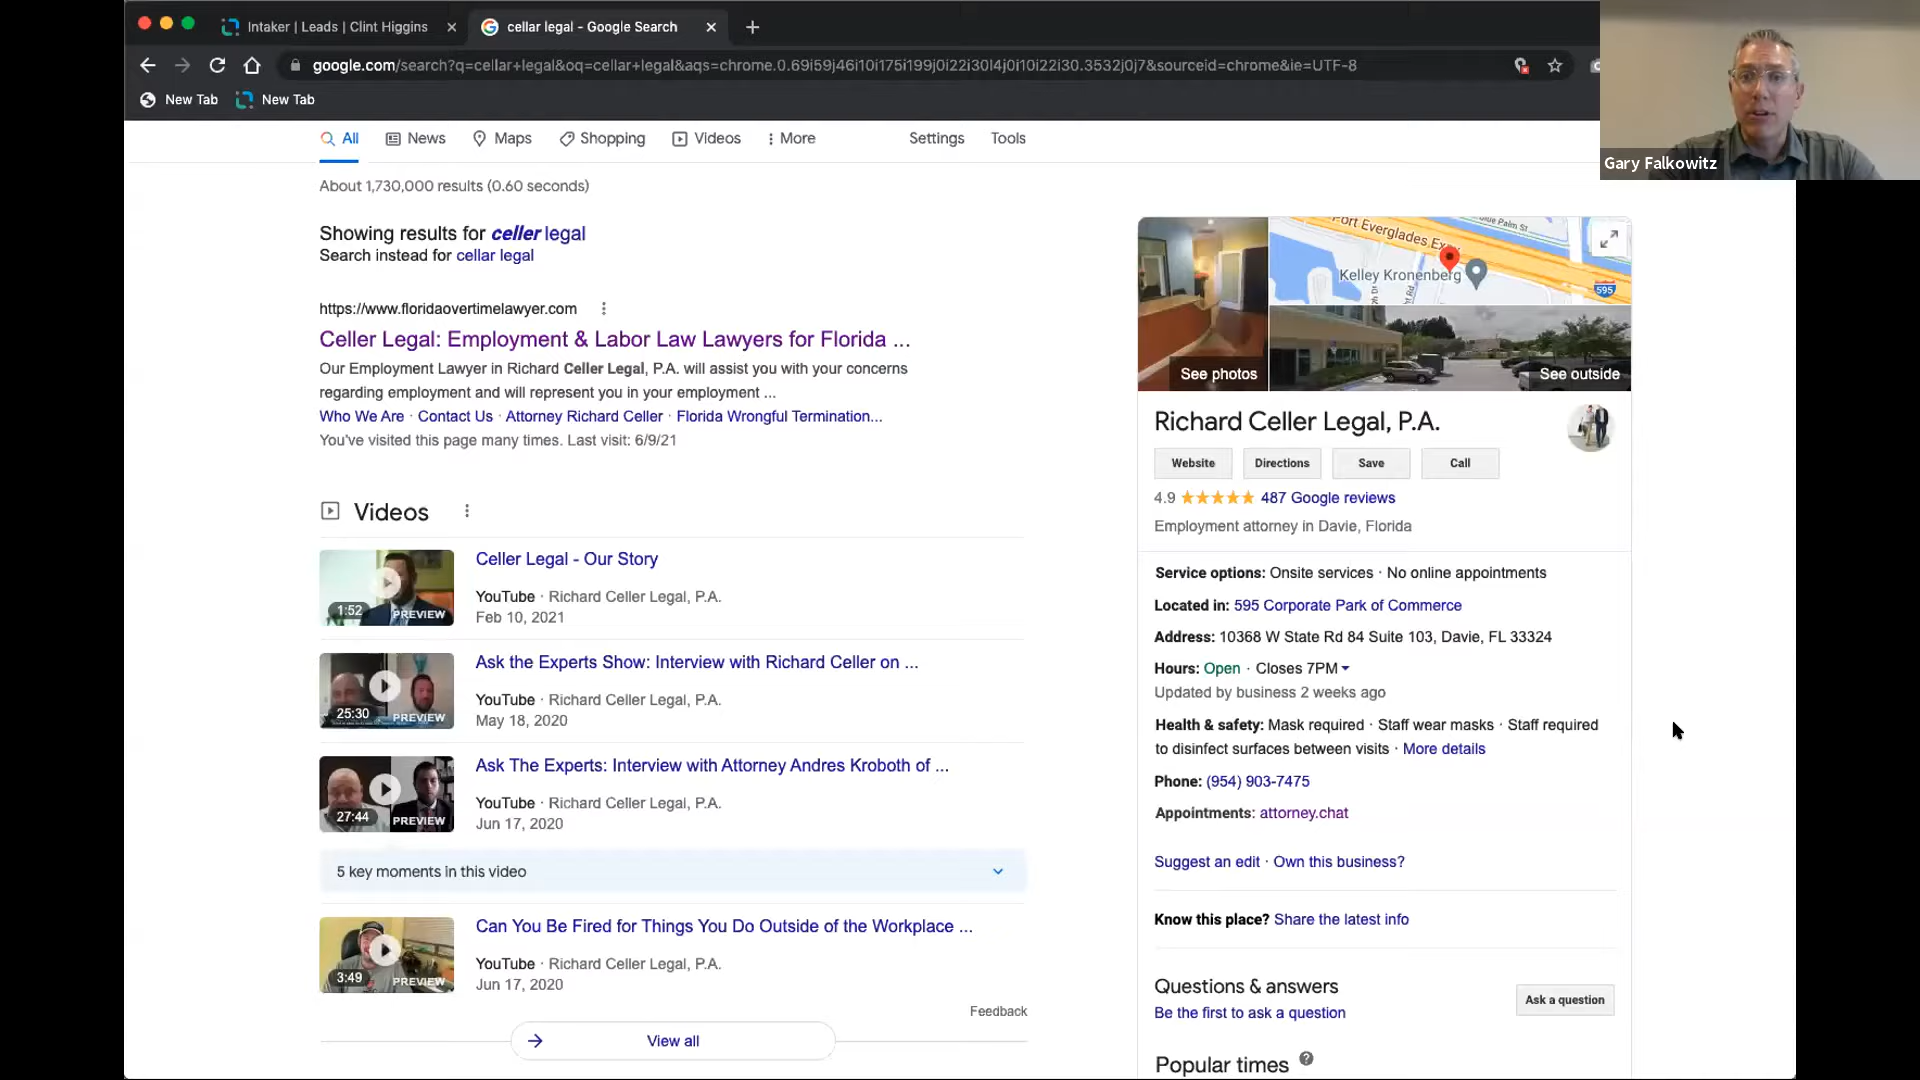 Intaker | Leads | Clint Higgins
cellar legal - Google Search
google.com/search?q=cellar+legal&oq=cellar+legal&aqs=chrome.0.69i59j46i10i175i199j0i22i30l4j0i10i22i30.3532j0j7&sourceid=chrome&ie=UTF-8
New Tab
New Tab
Gary Falkowitz
All
News
Maps
Shopping
Videos
More
Settings
Tools
About 1,730,000 results (0.60 seconds)
Showing results for celler legal
Search instead for cellar legal
https://www.floridaovertimelawyer.com
Celler Legal: Employment & Labor Law Lawyers for Florida ...
Our Employment Lawyer in Richard Celler Legal, P.A. will assist you with your concerns
regarding employment and will represent you in your employment ...
Who We Are · Contact Us · Attorney Richard Celler · Florida Wrongful Termination...
You've visited this page many times. Last visit: 6/9/21
Videos
1:52
PREVIEW
Celler Legal - Our Story
YouTube · Richard Celler Legal, P.A.
Feb 10, 2021
25:30
PREVIEW
Ask the Experts Show: Interview with Richard Celler on ...
YouTube · Richard Celler Legal, P.A.
May 18, 2020
27:44
PREVIEW
Ask The Experts: Interview with Attorney Andres Kroboth of ...
YouTube · Richard Celler Legal, P.A.
Jun 17, 2020
5 key moments in this video
3:49
PREVIEW
Can You Be Fired for Things You Do Outside of the Workplace ...
YouTube · Richard Celler Legal, P.A.
Jun 17, 2020
Feedback
View all
Port Everglades Exp
Palm St
Kelley Kronenberg
595
See photos
See outside
Richard Celler Legal, P.A.
Website
Directions
Save
Call
4.9
487 Google reviews
Employment attorney in Davie, Florida
Service options: Onsite services · No online appointments
Located in: 595 Corporate Park of Commerce
Address: 10368 W State Rd 84 Suite 103, Davie, FL 33324
Hours: Open · Closes 7PM
Updated by business 2 weeks ago
Health & safety: Mask required · Staff wear masks · Staff required
to disinfect surfaces between visits · More details
Phone: (954) 903-7475
Appointments: attorney.chat
Suggest an edit · Own this business?
Know this place? Share the latest info
Questions & answers
Ask a question
Be the first to ask a question
Popular times